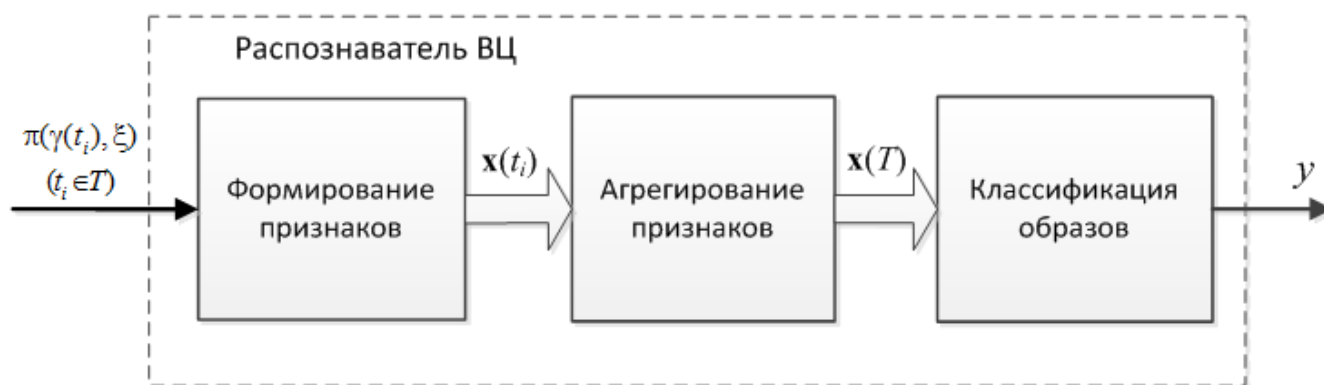 Распознаватель ВЦ
π(γ(tᵢ),ξ)
(tᵢ∈T)
Формирование
признаков
x(tᵢ)
Агрегирование
признаков
x(T)
Классификация
образов
y